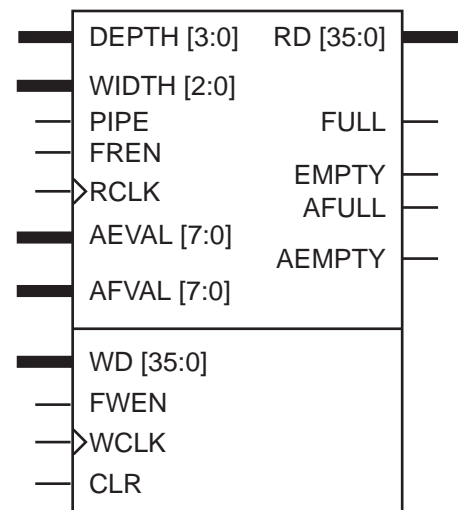 DEPTH [3:0] RD [35:0]
WIDTH [2:0]
PIPE FULL
FREN
EMPTY
RCLK
AFULL
AEVAL [7:0]
AEMPTY
AFVAL [7:0]
WD [35:0]
FWEN
WCLK
CLR